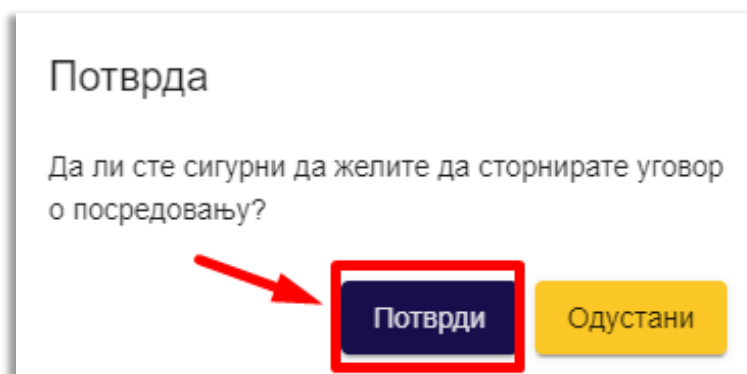 Потврда
Да ли сте сигурни да желите да сторнирате уговор
о посредовању?
Потврди
Одустани